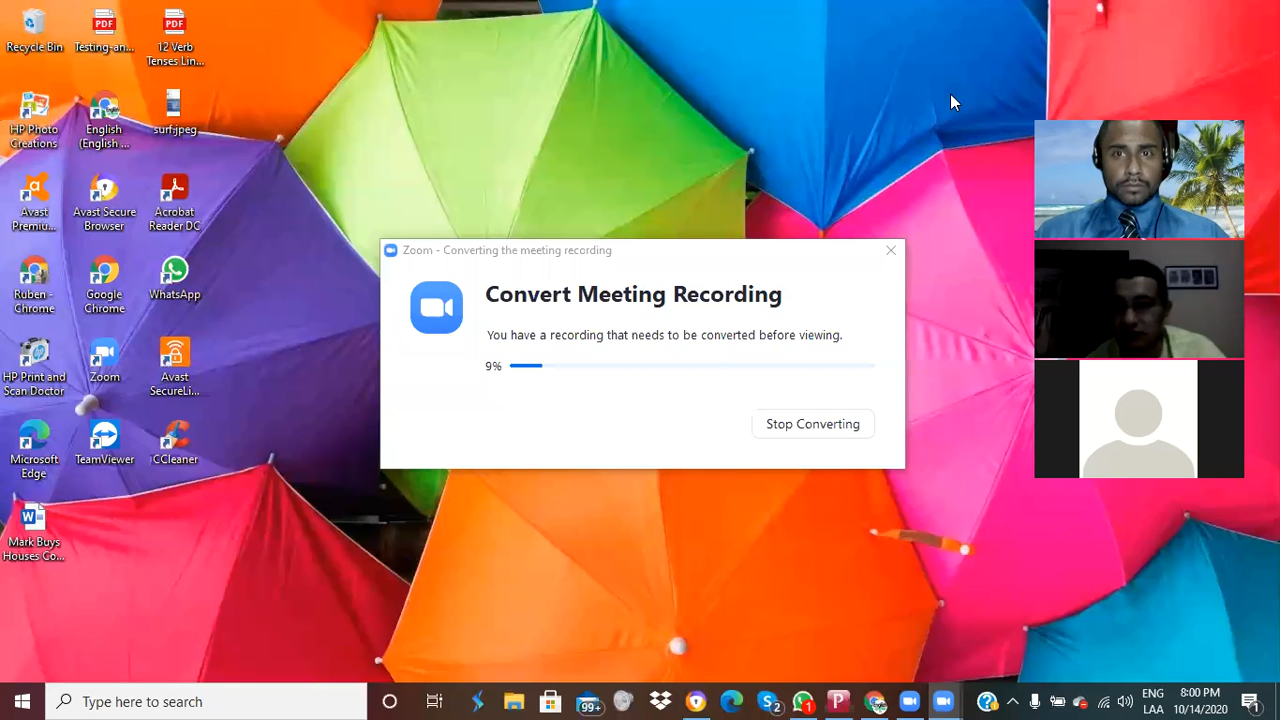 Recycle Bin
Testing-an...
12 Verb
Tenses Lin...
HP Photo
Creations
English
(English ...
surf.jpeg
Avast
Premiu...
Avast Secure
Browser
Acrobat
Reader DC
Ruben -
Chrome
Google
Chrome
WhatsApp
HP Print and
Scan Doctor
Zoom
Avast
SecureLi...
Microsoft
Edge
TeamViewer
CCleaner
Mark Buys
Houses Co...
Zoom - Converting the meeting recording
Convert Meeting Recording
You have a recording that needs to be converted before viewing.
9%
Stop Converting
Type here to search
99+
2
1
ENG
LAA
8:00 PM
10/14/2020
1